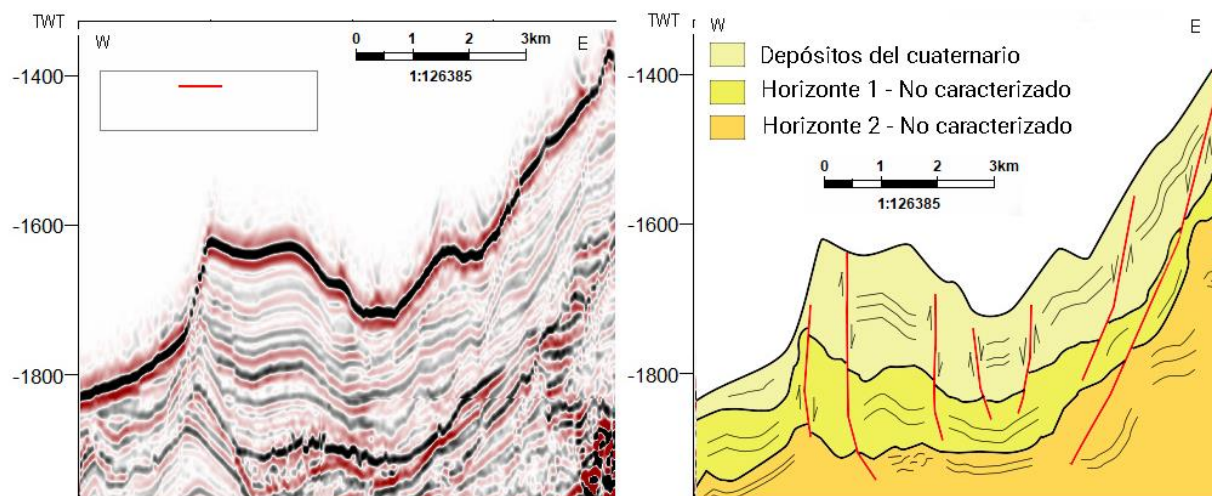 TWT
W
E
0 1 2 3km
1:126385
-1400
-1600
-1800
TWT
W
E
Depósitos del cuaternario
Horizonte 1 - No caracterizado
Horizonte 2 - No caracterizado
0 1 2 3km
1:126385
-1400
-1600
-1800